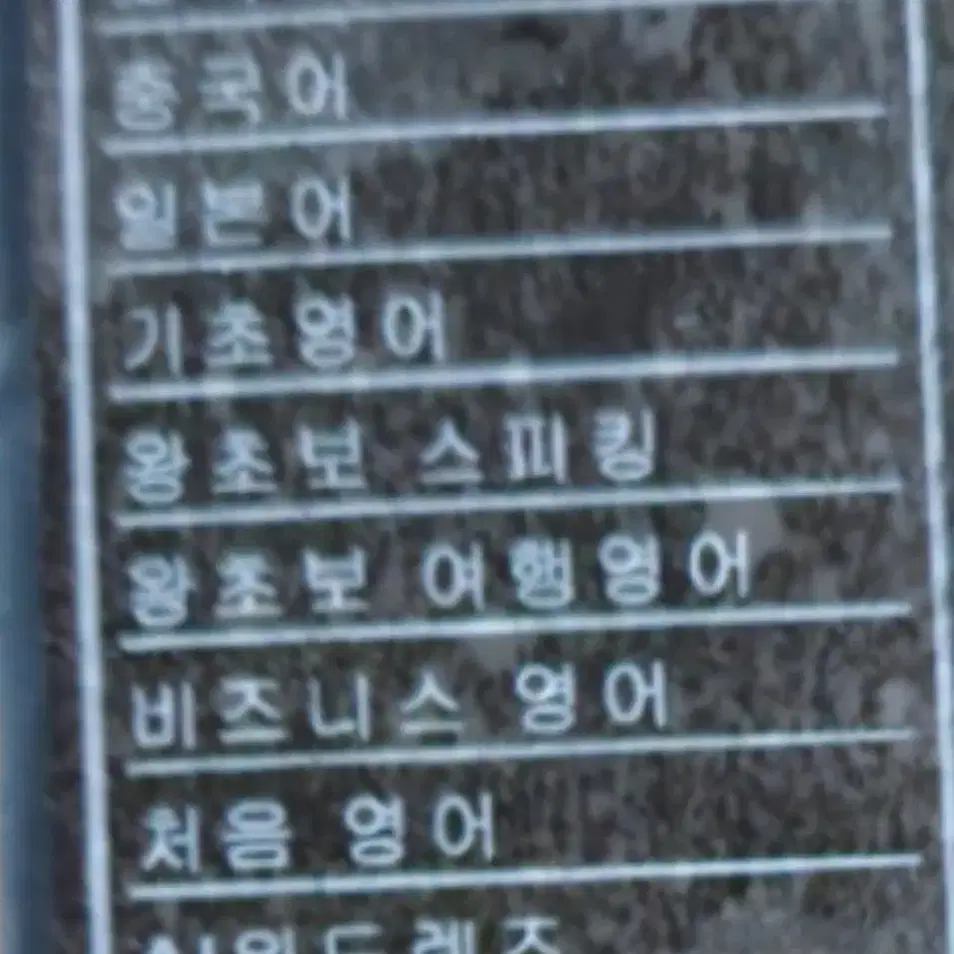 중국어
일본어
기초영어
왕초보 스피킹
왕초보 여행영어
비즈니스 영어
처음 영어